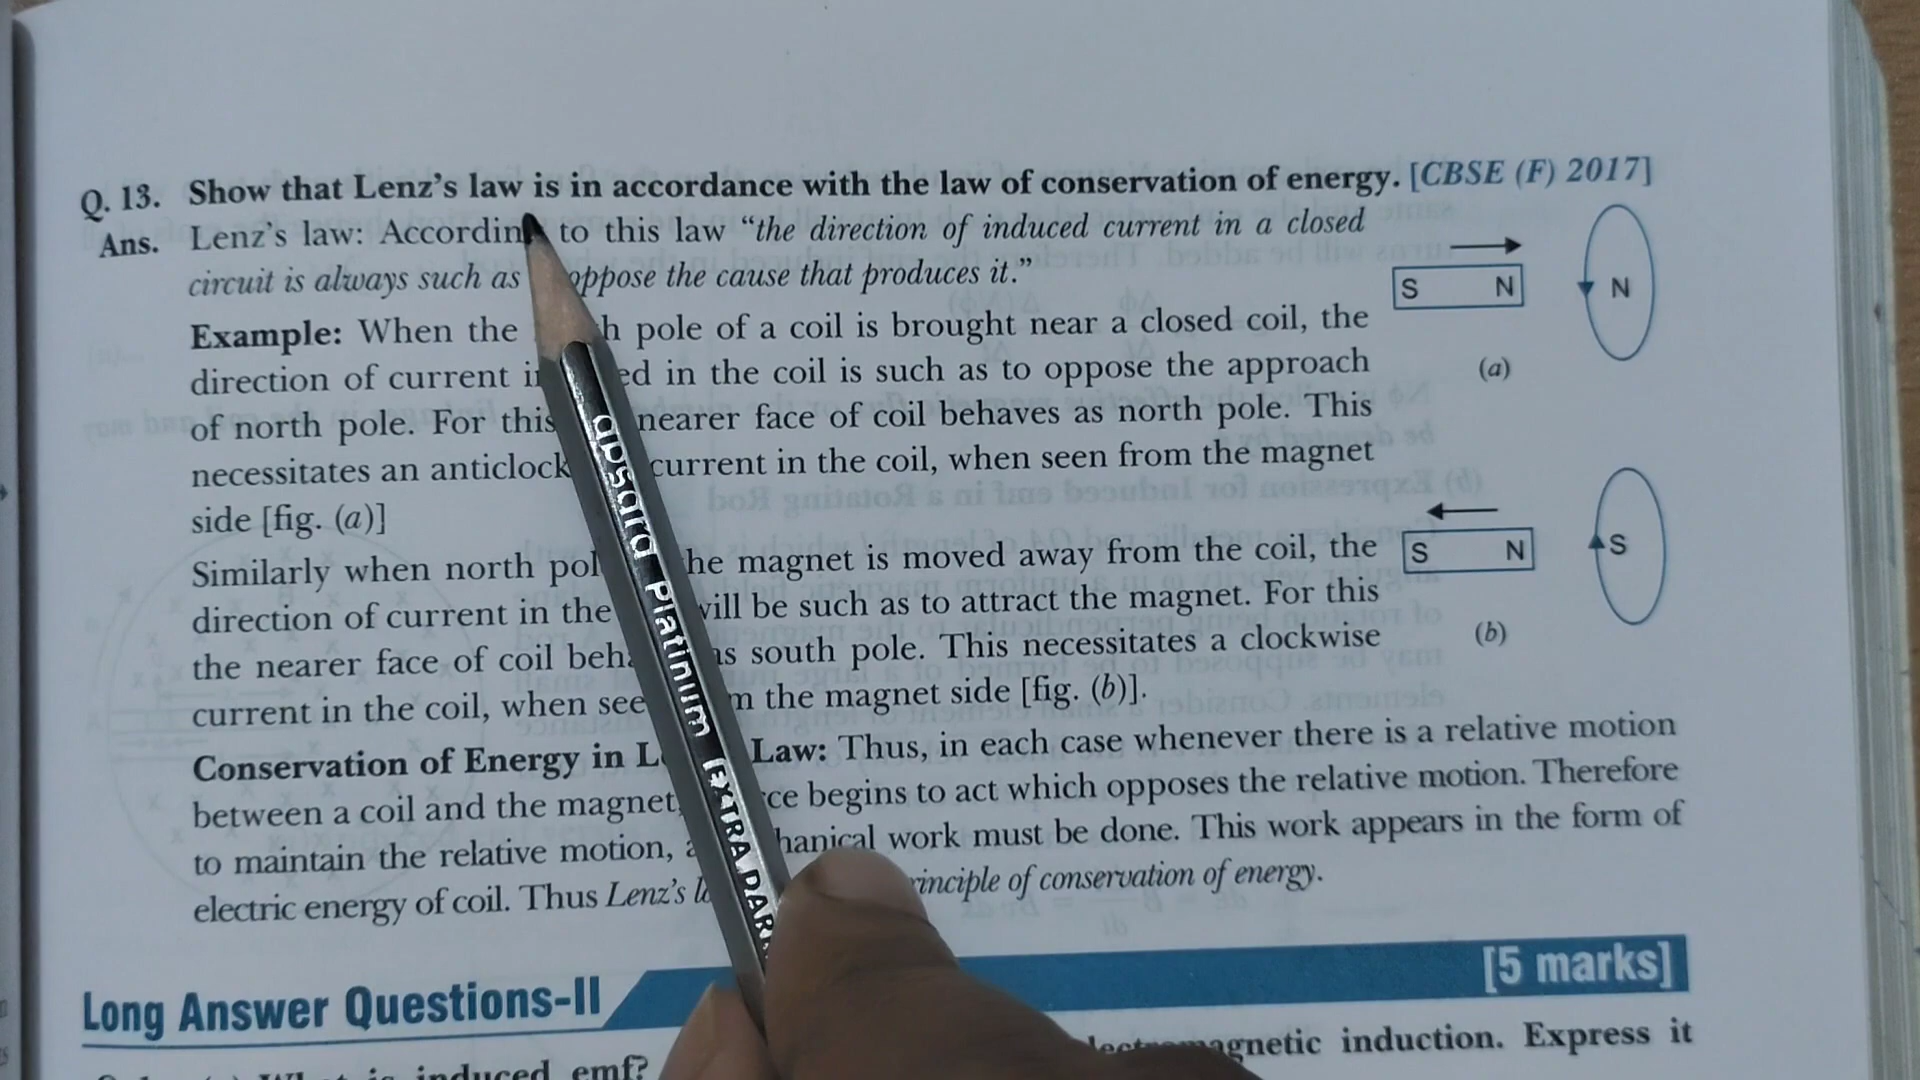 Q. 13. Show that Lenz's law is in accordance with the law of conservation of energy. [CBSE (F) 2017]
Ans. Lenz's law: Accordin to this law "the direction of induced current in a closed
circuit is always such as oppose the cause that produces it."
Example: When the h pole of a coil is brought near a closed coil, the
direction of current i ed in the coil is such as to oppose the approach
of north pole. For this nearer face of coil behaves as north pole. This
necessitates an anticlock current in the coil, when seen from the magnet
side [fig. (a)]
S N N
(a)
Similarly when north pol he magnet is moved away from the coil, the
direction of current in the will be such as to attract the magnet. For this
the nearer face of coil beha as south pole. This necessitates a clockwise
current in the coil, when see m the magnet side [fig. (b)].
S N S
(b)
Conservation of Energy in L Law: Thus, in each case whenever there is a relative motion
between a coil and the magnet, ce begins to act which opposes the relative motion. Therefore
to maintain the relative motion, a hanical work must be done. This work appears in the form of
electric energy of coil. Thus Lenz's l rinciple of conservation of energy.
apsara Platinum EXTRA DARK
Long Answer Questions-II [5 marks]
is induced emf? agnetic induction. Express it